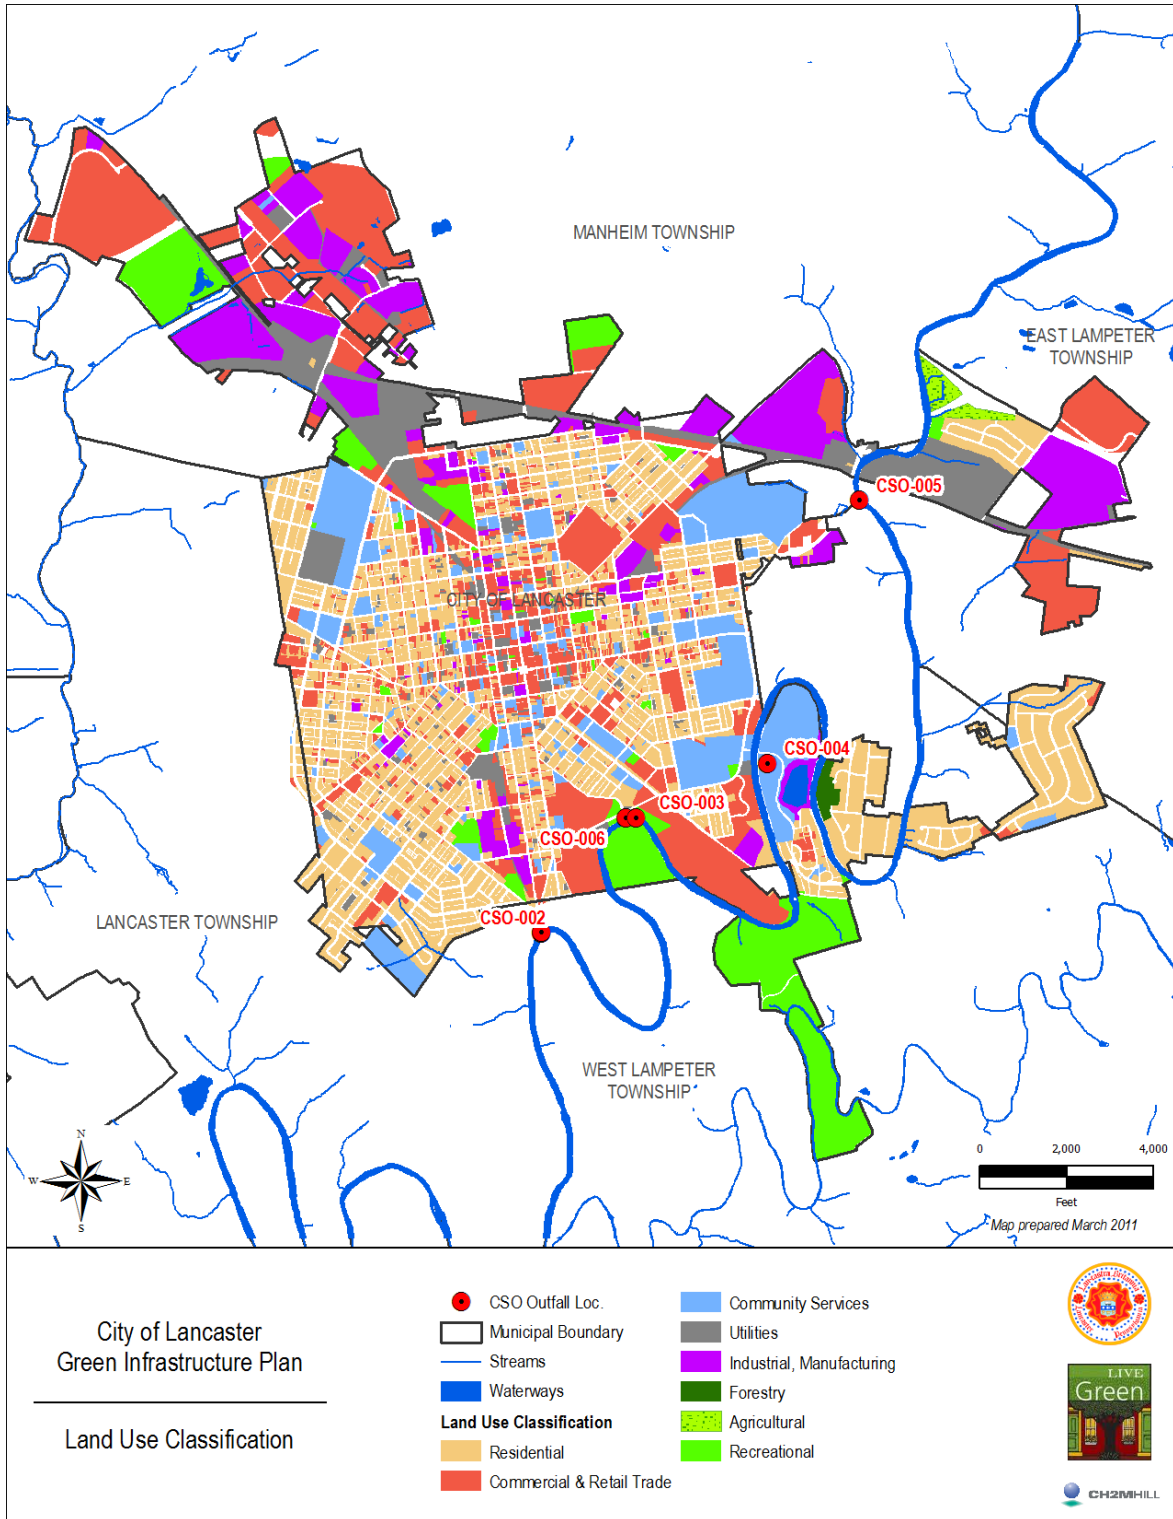 MANHEIM TOWNSHIP
EAST LAMPETER
TOWNSHIP
CSO-005
CITY OF LANCASTER
CSO-004
CSO-003
CSO-006
CSO-002
LANCASTER TOWNSHIP
WEST LAMPETER
TOWNSHIP
N
W
E
S
0 2,000 4,000
Feet
Map prepared March 2011
City of Lancaster
Green Infrastructure Plan
Land Use Classification
CSO Outfall Loc.
Municipal Boundary
Streams
Waterways
Land Use Classification
Residential
Commercial & Retail Trade
Community Services
Utilities
Industrial, Manufacturing
Forestry
Agricultural
Recreational
LIVE
Green
CH2MHILL